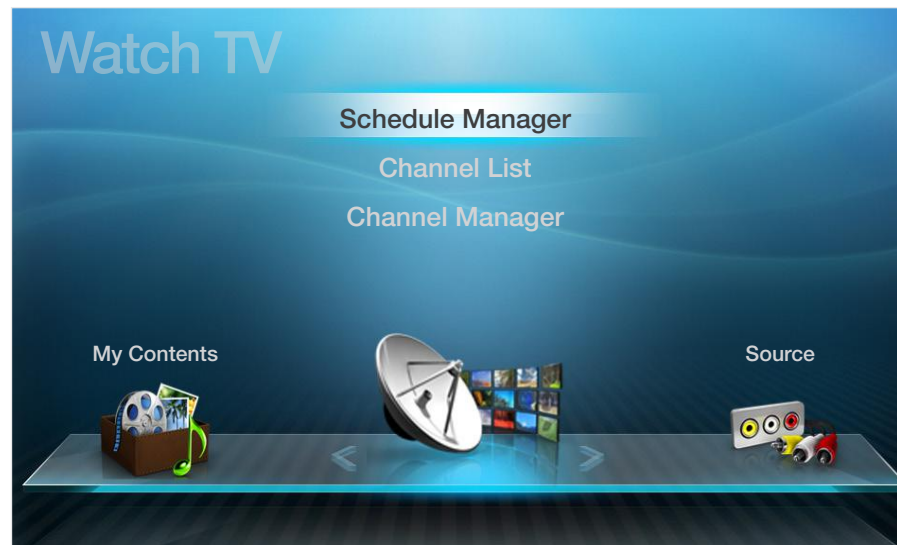 Watch TV
Schedule Manager
Channel List
Channel Manager
My Contents
Source